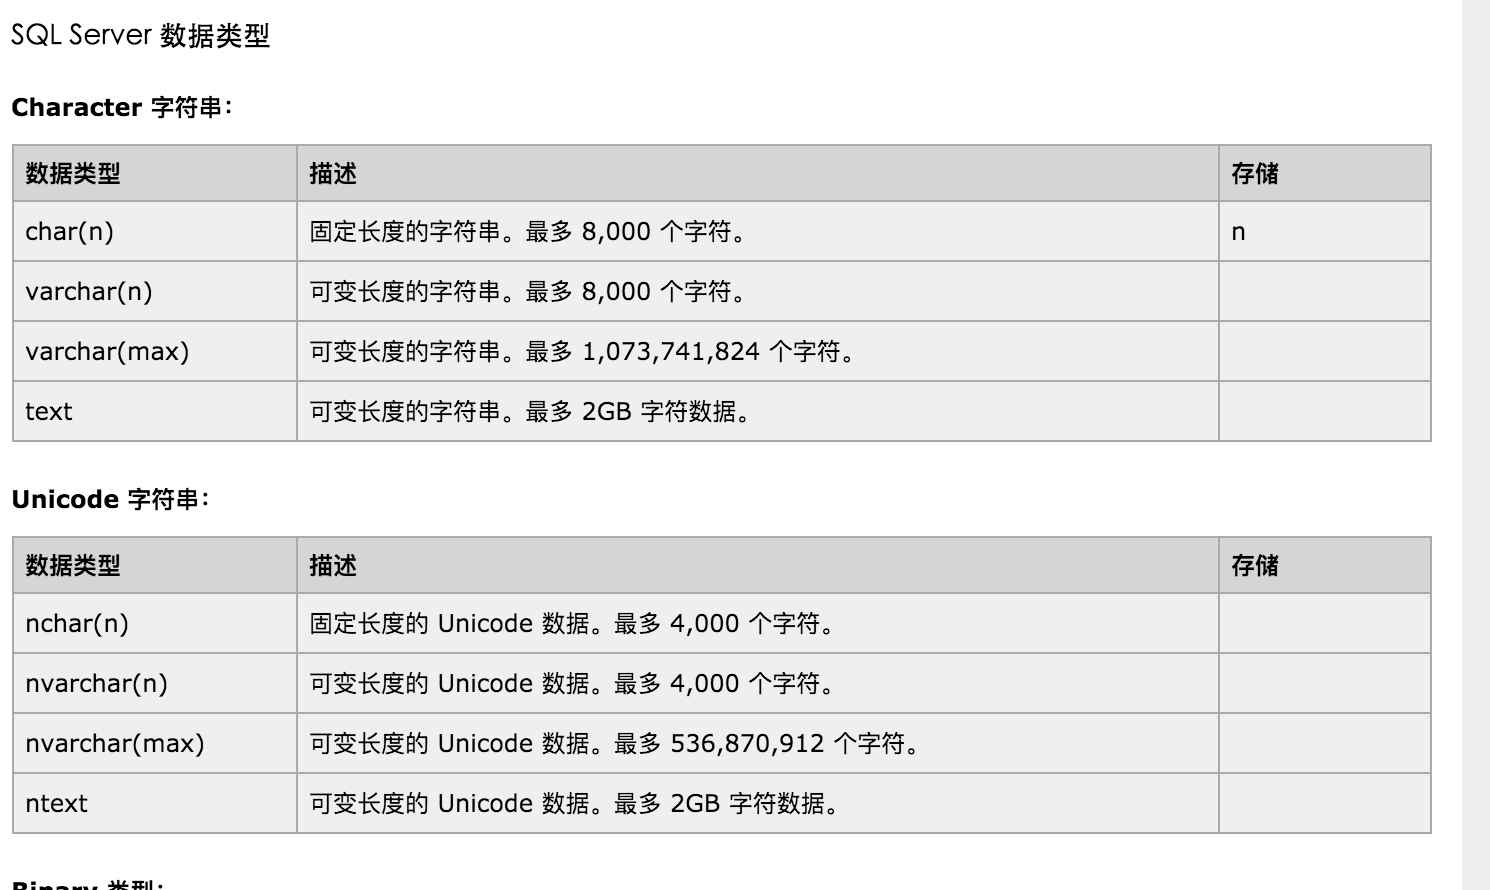 SQL Server 数据类型
Character 字符串：
数据类型 描述 存储
char(n) 固定长度的字符串。最多 8,000 个字符。 n
varchar(n) 可变长度的字符串。最多 8,000 个字符。
varchar(max) 可变长度的字符串。最多 1,073,741,824 个字符。
text 可变长度的字符串。最多 2GB 字符数据。
Unicode 字符串：
数据类型 描述 存储
nchar(n) 固定长度的 Unicode 数据。最多 4,000 个字符。
nvarchar(n) 可变长度的 Unicode 数据。最多 4,000 个字符。
nvarchar(max) 可变长度的 Unicode 数据。最多 536,870,912 个字符。
ntext 可变长度的 Unicode 数据。最多 2GB 字符数据。
Binary 类型：